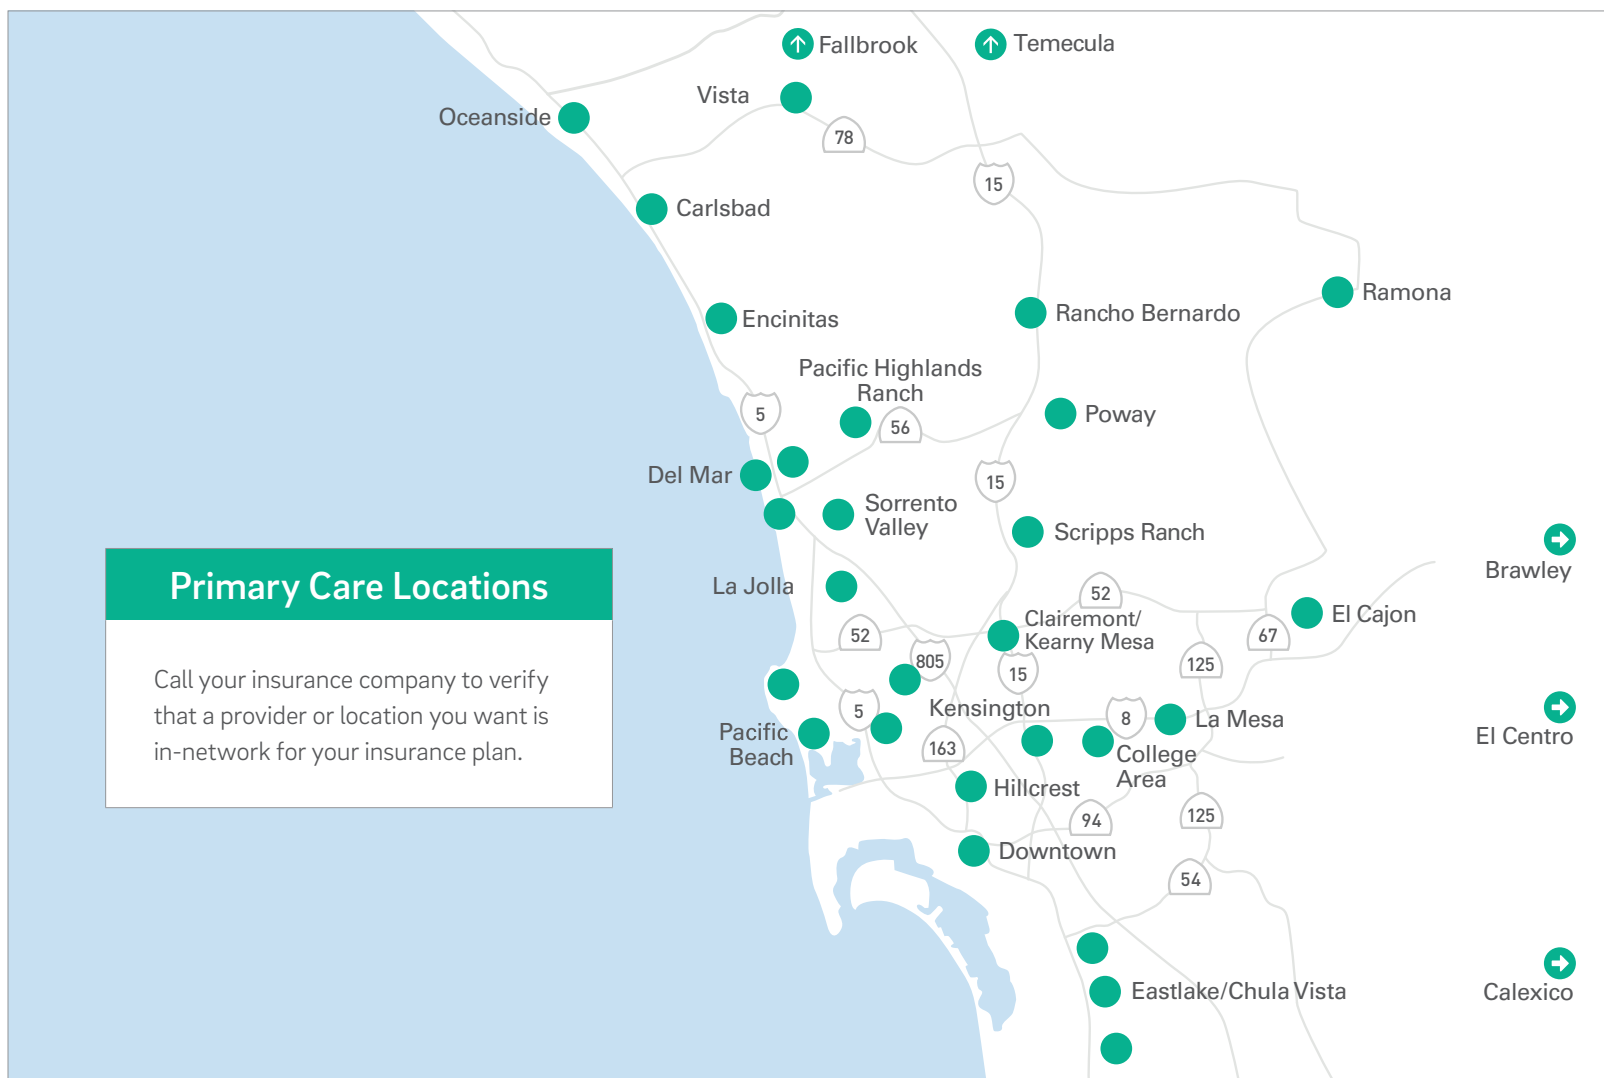 Fallbrook
Temecula
Vista
Oceanside
78
15
Carlsbad
Ramona
Encinitas
Rancho Bernardo
Pacific Highlands
Ranch
5
56
Poway
Del Mar
15
Sorrento
Valley
Scripps Ranch
Brawley
Primary Care Locations
Call your insurance company to verify
that a provider or location you want is
in-network for your insurance plan.
La Jolla
52
52
Clairemont/
Kearny Mesa
El Cajon
67
805
15
125
5
Kensington
8
La Mesa
El Centro
Pacific
Beach
163
College
Area
Hillcrest
94
125
Downtown
54
Eastlake/Chula Vista
Calexico